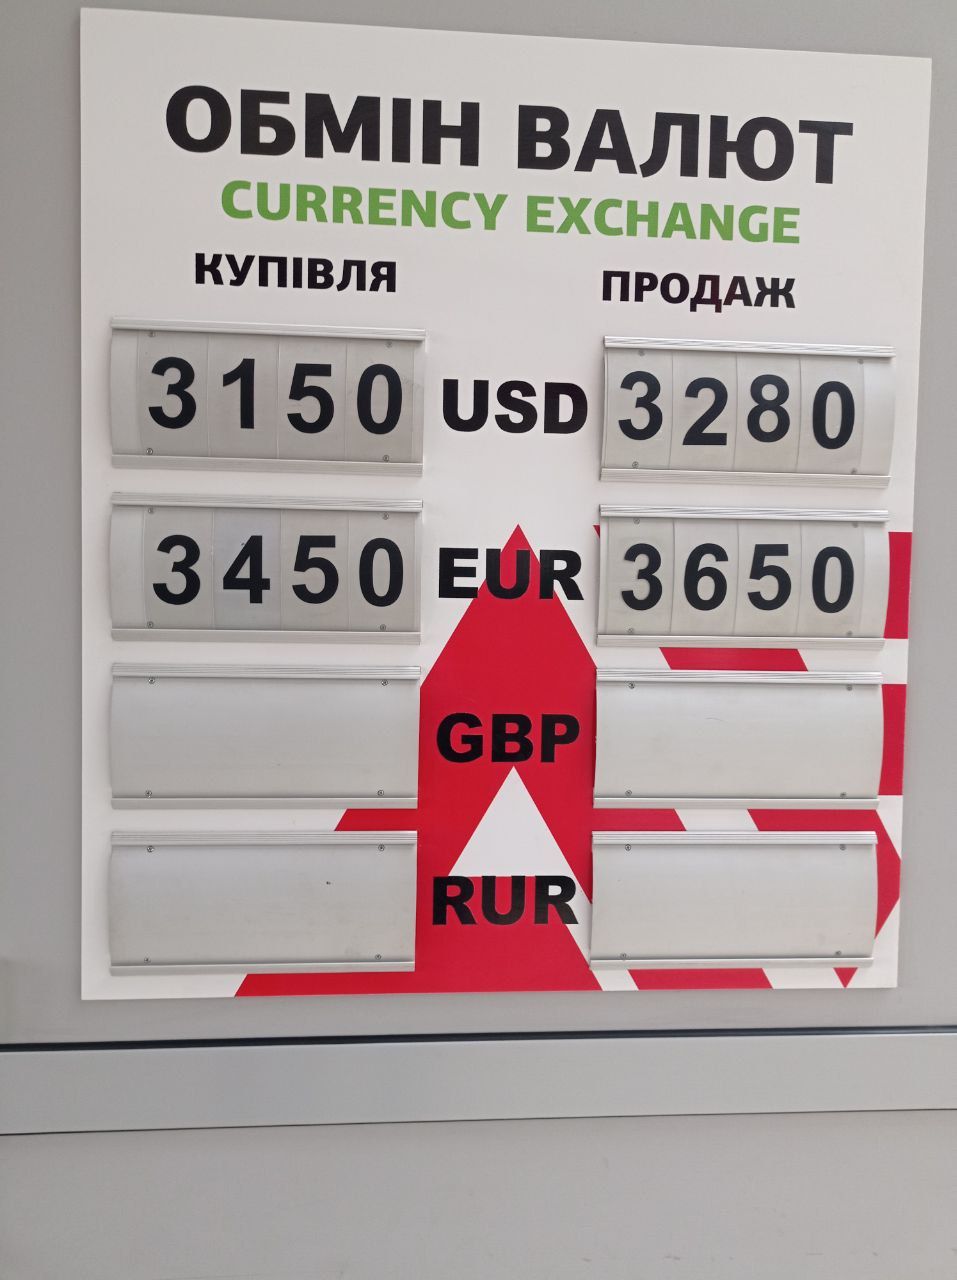 ОБМІН ВАЛЮТ
CURRENCY EXCHANGE
КУПІВЛЯ ПРОДАЖ
3150 USD 3280
3450 EUR 3650
GBP
RUR